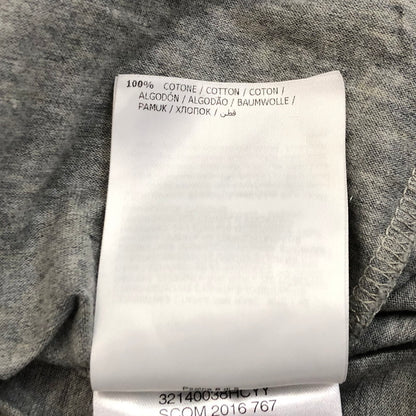 100% COTONE / COTTON / COTON /
ALGODÓN / ALGODÃO / BAUMWOLLE /
PAMUK / ХЛОПОК / قطن /
32140038HCYY
SCOM 2016 767